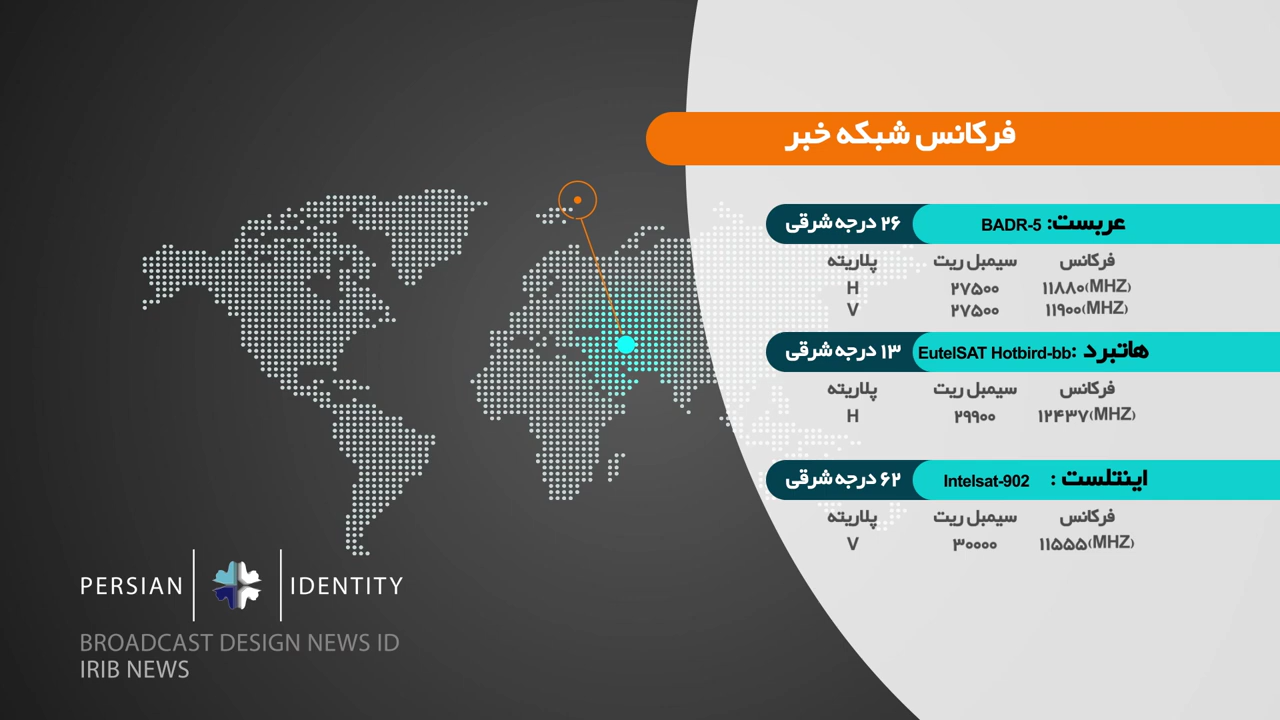 فرکانس شبکه خبر
عربست: BADR-5 ۲۶ درجه شرقی
فرکانس سیمبل ریت پلاریته
۱۱۸۸۰(MHZ) ۲۷۵۰۰ H
۱۱۹۰۰(MHZ) ۲۷۵۰۰ V
هاتبرد: EutelSAT Hotbird-bb ۱۳ درجه شرقی
فرکانس سیمبل ریت پلاریته
۱۲۴۳۷(MHZ) ۲۹۹۰۰ H
اینتلست : Intelsat-902 ۶۲ درجه شرقی
فرکانس سیمبل ریت پلاریته
۱۱۵۵۵(MHZ) ۳۰۰۰۰ V
PERSIAN IDENTITY
BROADCAST DESIGN NEWS ID
IRIB NEWS